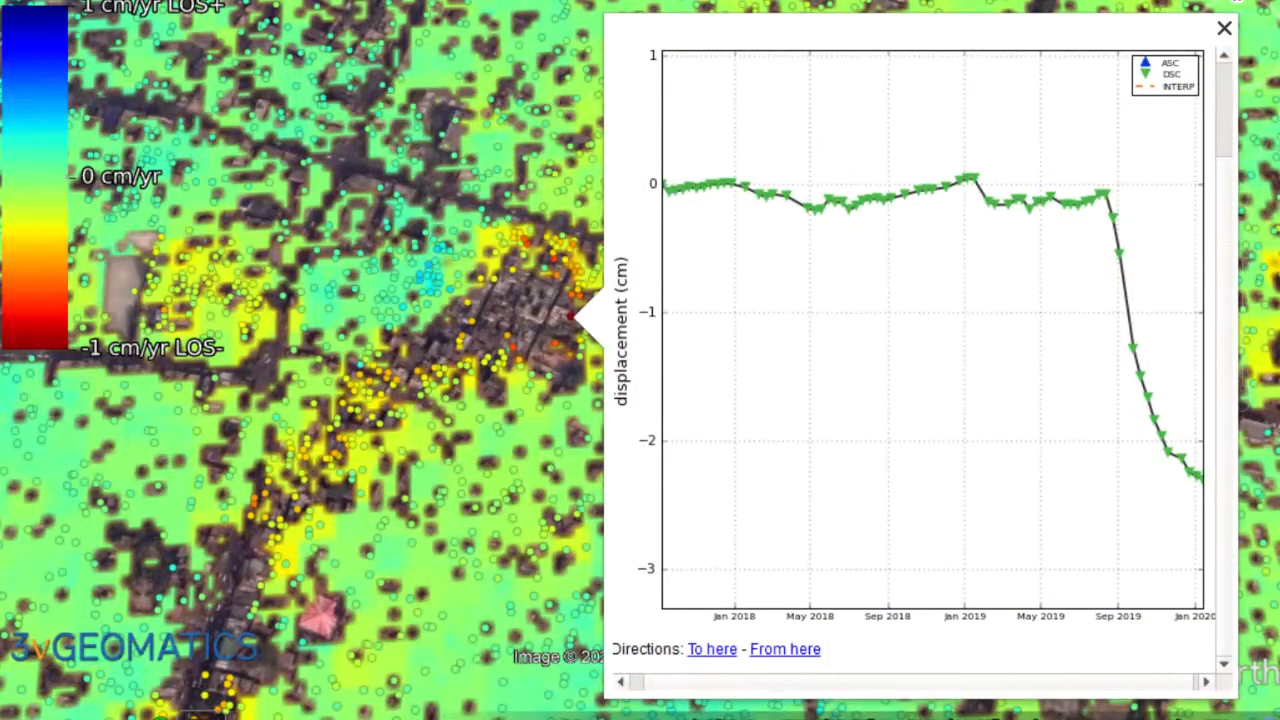 1 cm/yr LOS+
0 cm/yr
-1 cm/yr LOS-
3vGEOMATICS
Image © 202
displacement (cm)
1
0
−1
−2
−3
ASC
DSC
INTERP
Jan 2018 May 2018 Sep 2018 Jan 2019 May 2019 Sep 2019 Jan 2020
Directions: To here - From here
rth